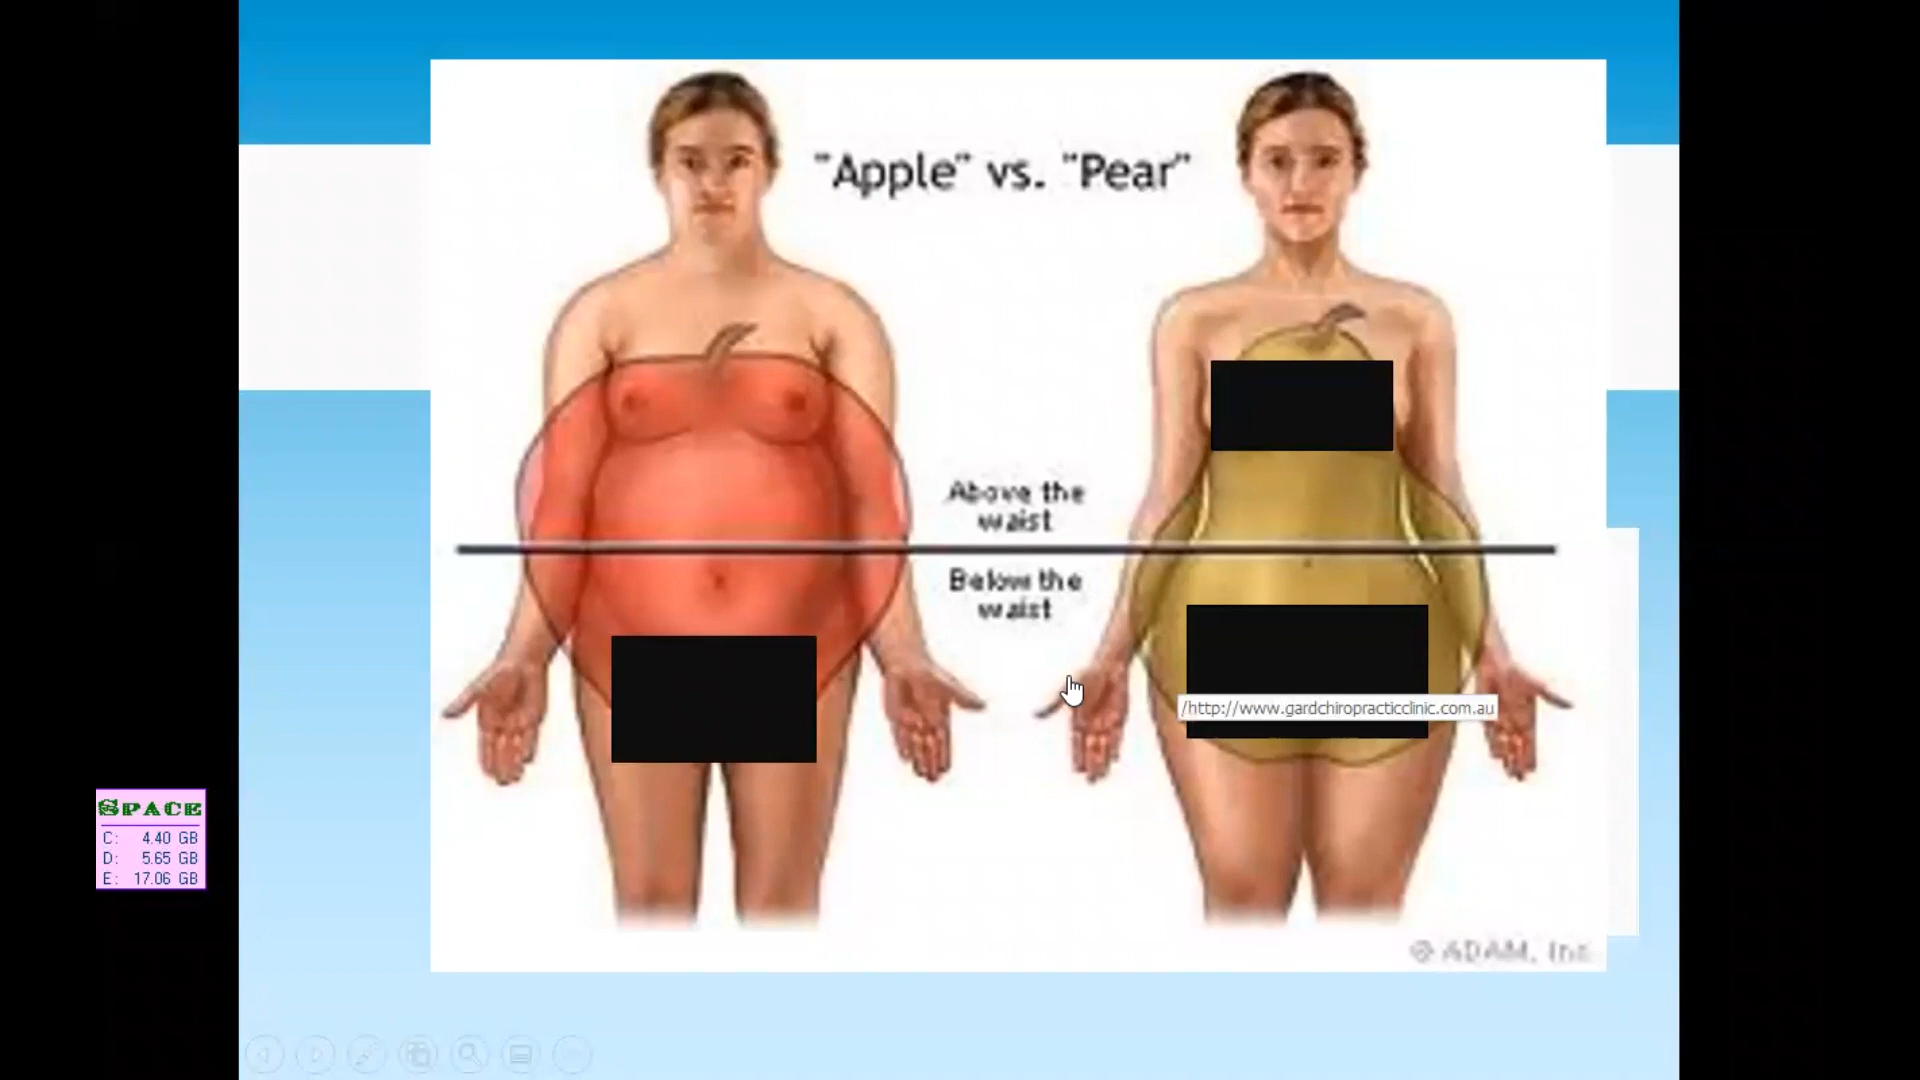 "Apple" vs. "Pear"
Above the
waist
Below the
waist
/http://www.gardchiropracticclinic.com.au
SPACE
C: 4.40 GB
D: 5.65 GB
E: 17.06 GB
© ADAM, Inc